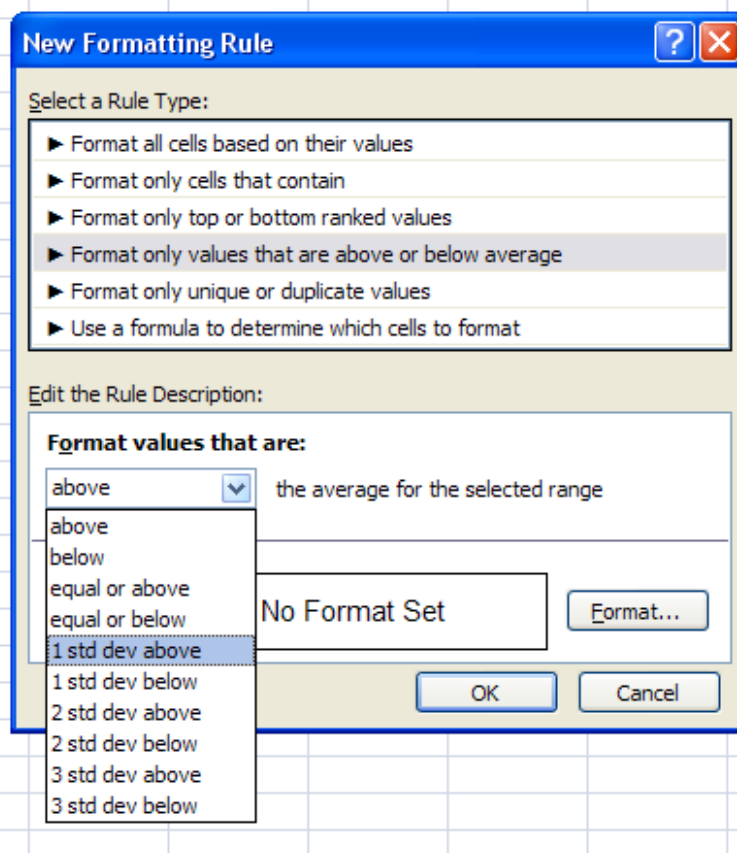 New Formatting Rule
Select a Rule Type:
► Format all cells based on their values
► Format only cells that contain
► Format only top or bottom ranked values
► Format only values that are above or below average
► Format only unique or duplicate values
► Use a formula to determine which cells to format
Edit the Rule Description:
Format values that are:
above the average for the selected range
above
below
equal or above
equal or below
No Format Set Format...
1 std dev above
1 std dev below
OK Cancel
2 std dev above
2 std dev below
3 std dev above
3 std dev below